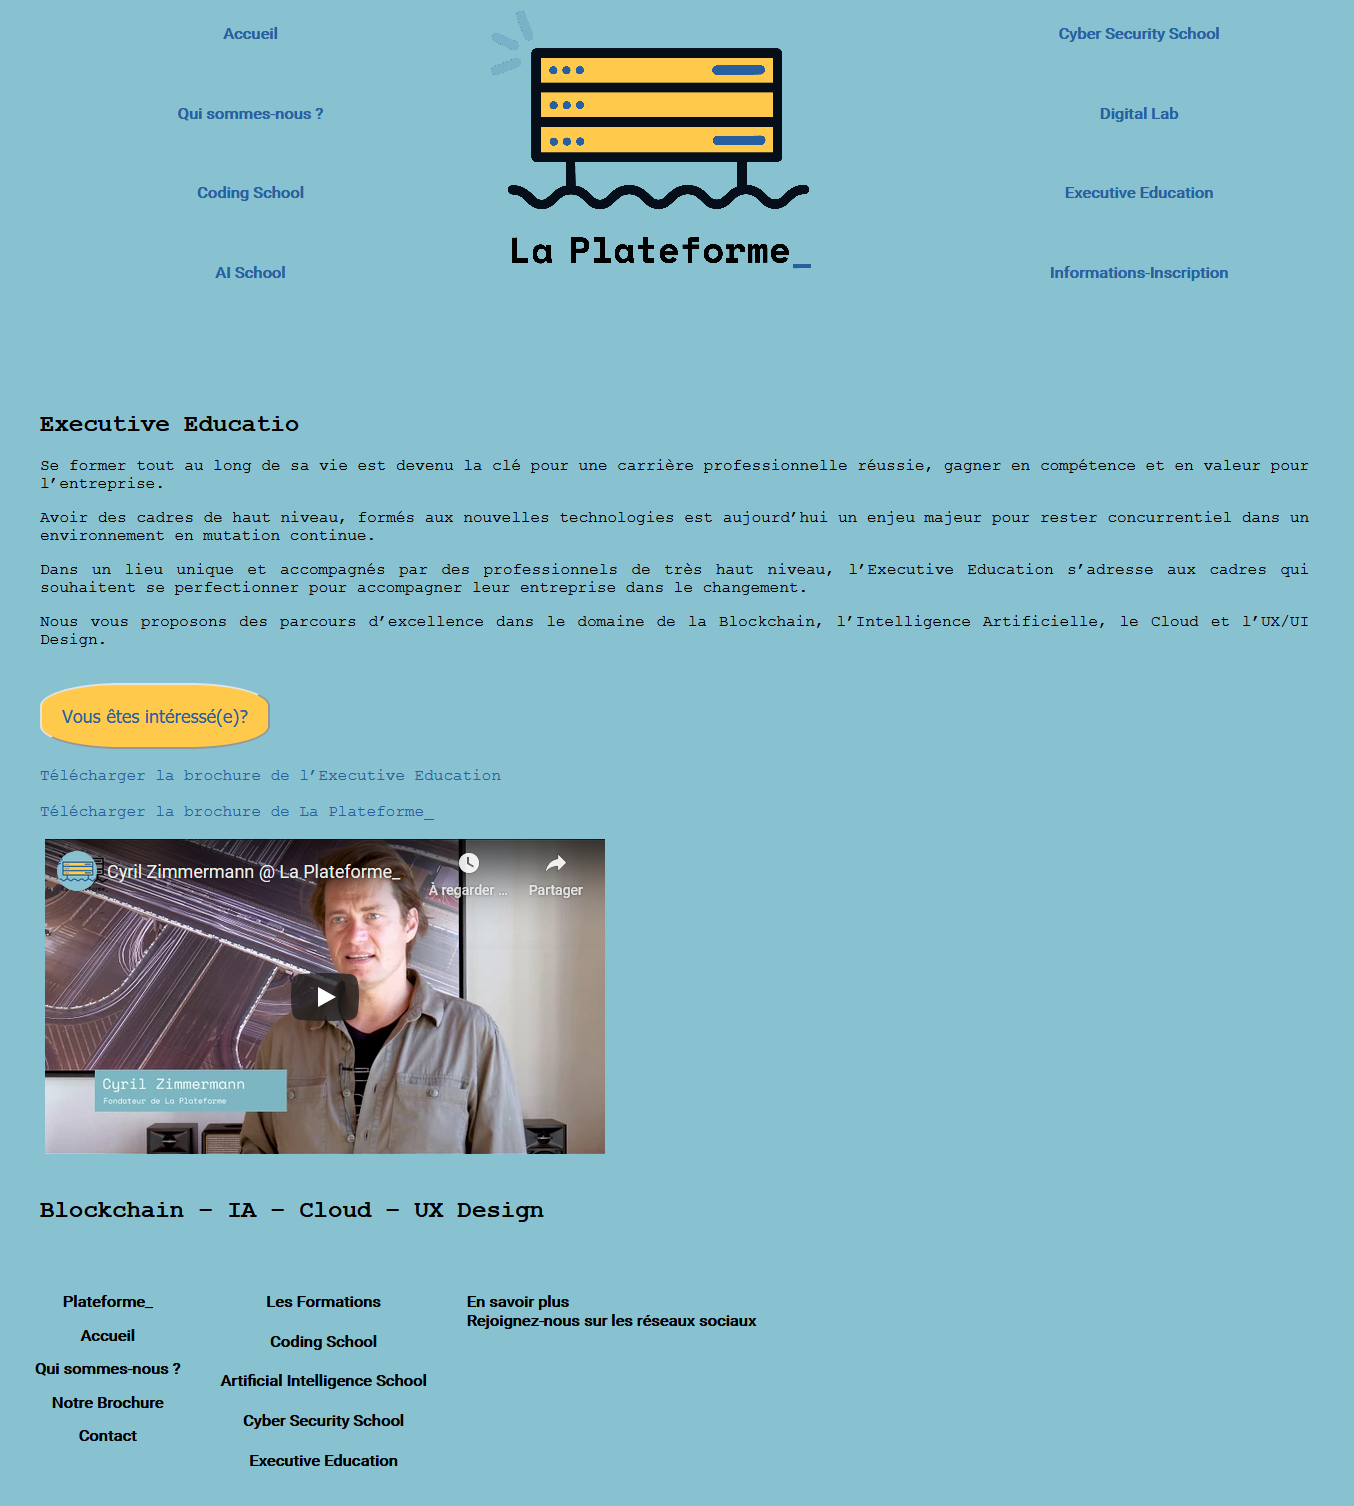 Accueil
Qui sommes-nous ?
Coding School
AI School
La Plateforme_
Cyber Security School
Digital Lab
Executive Education
Informations-Inscription
Executive Educatio
Se former tout au long de sa vie est devenu la clé pour une carrière professionnelle réussie, gagner en compétence et en valeur pour
l’entreprise.
Avoir des cadres de haut niveau, formés aux nouvelles technologies est aujourd’hui un enjeu majeur pour rester concurrentiel dans un
environnement en mutation continue.
Dans un lieu unique et accompagnés par des professionnels de très haut niveau, l’Executive Education s’adresse aux cadres qui
souhaitent se perfectionner pour accompagner leur entreprise dans le changement.
Nous vous proposons des parcours d’excellence dans le domaine de la Blockchain, l’Intelligence Artificielle, le Cloud et l’UX/UI
Design.
Vous êtes intéressé(e)?
Télécharger la brochure de l’Executive Education
Télécharger la brochure de La Plateforme_
Cyril Zimmermann @ La Plateforme_
À regarder ...
Partager
Cyril Zimmermann
Fondateur de La Plateforme
Blockchain – IA – Cloud – UX Design
Plateforme_
Accueil
Qui sommes-nous ?
Notre Brochure
Contact
Les Formations
Coding School
Artificial Intelligence School
Cyber Security School
Executive Education
En savoir plus
Rejoignez-nous sur les réseaux sociaux